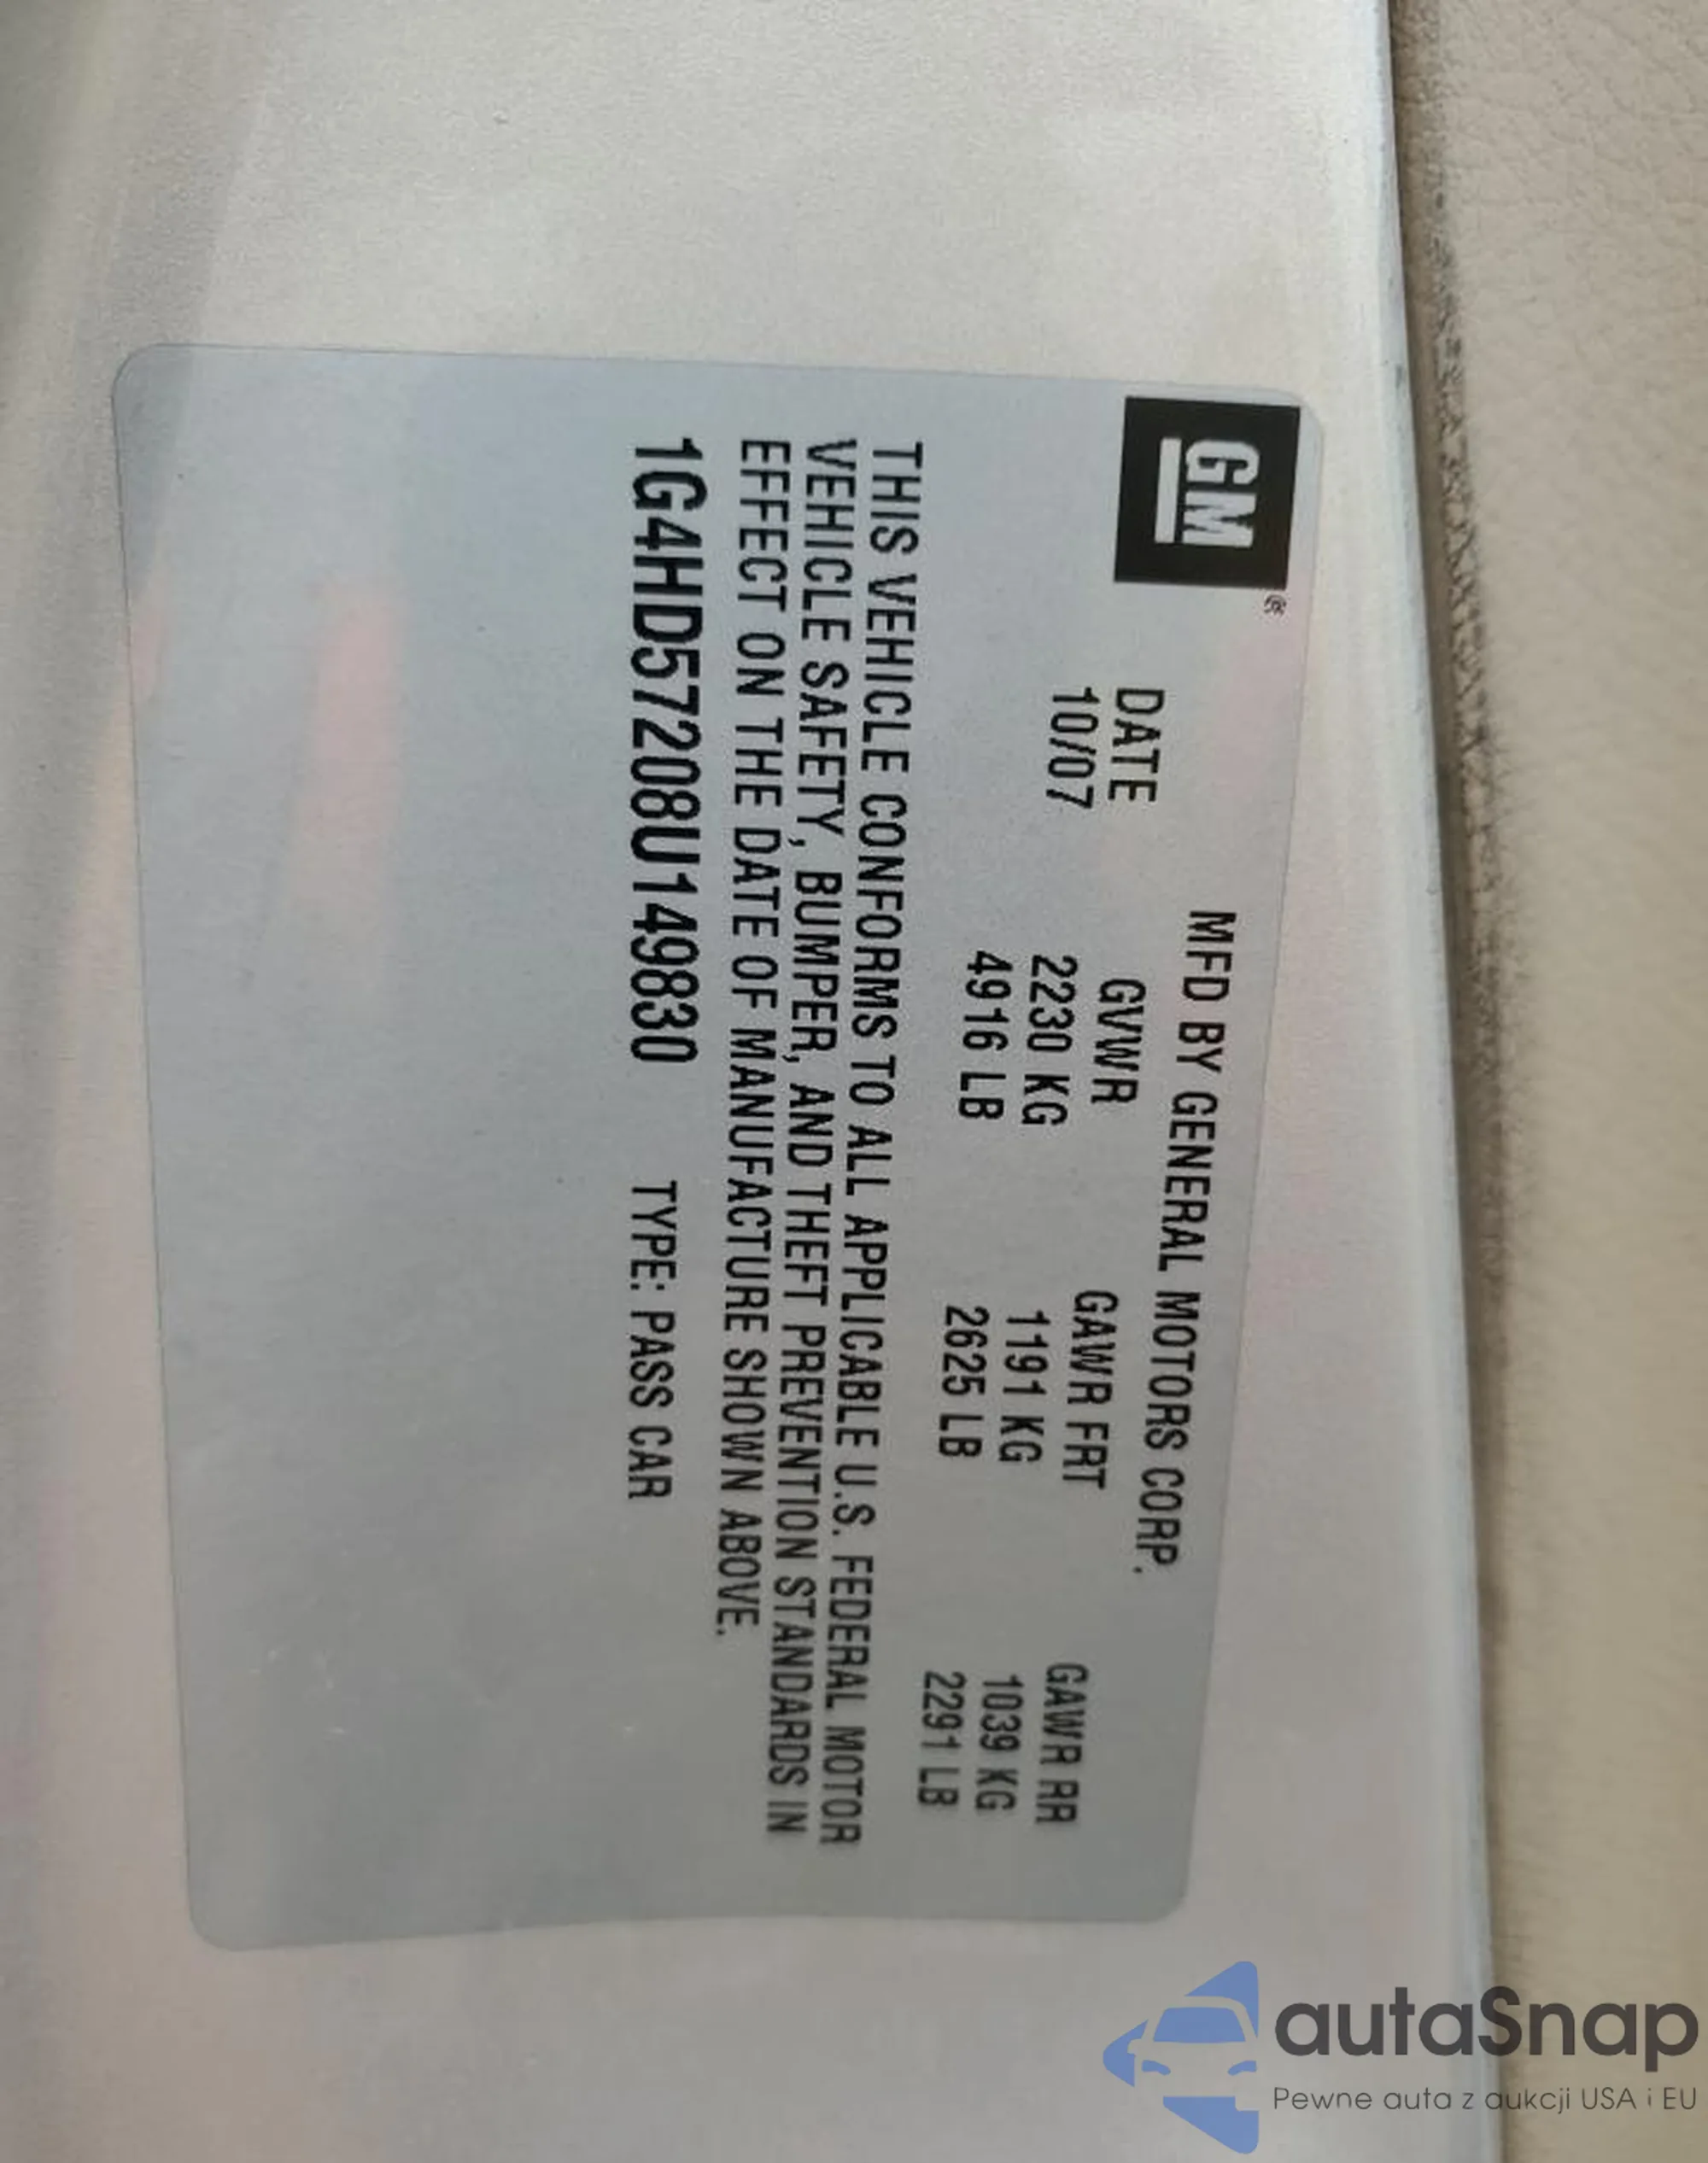 GM®
MFD BY GENERAL MOTORS CORP.
DATE GVWR GAWR FRT GAWR RR
10/07 2230 KG 1191 KG 1039 KG
4916 LB 2625 LB 2291 LB
THIS VEHICLE CONFORMS TO ALL APPLICABLE U.S. FEDERAL MOTOR
VEHICLE SAFETY, BUMPER, AND THEFT PREVENTION STANDARDS IN
EFFECT ON THE DATE OF MANUFACTURE SHOWN ABOVE.
1G4HD57208U149830 TYPE: PASS CAR
autaSnap
Pewne auta z aukcji USA i EU